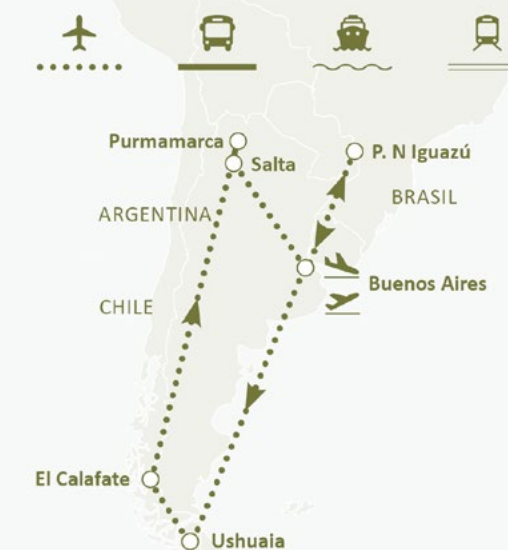 Purmamarca
P. N Iguazú
Salta
BRASIL
ARGENTINA
Buenos Aires
CHILE
El Calafate
Ushuaia